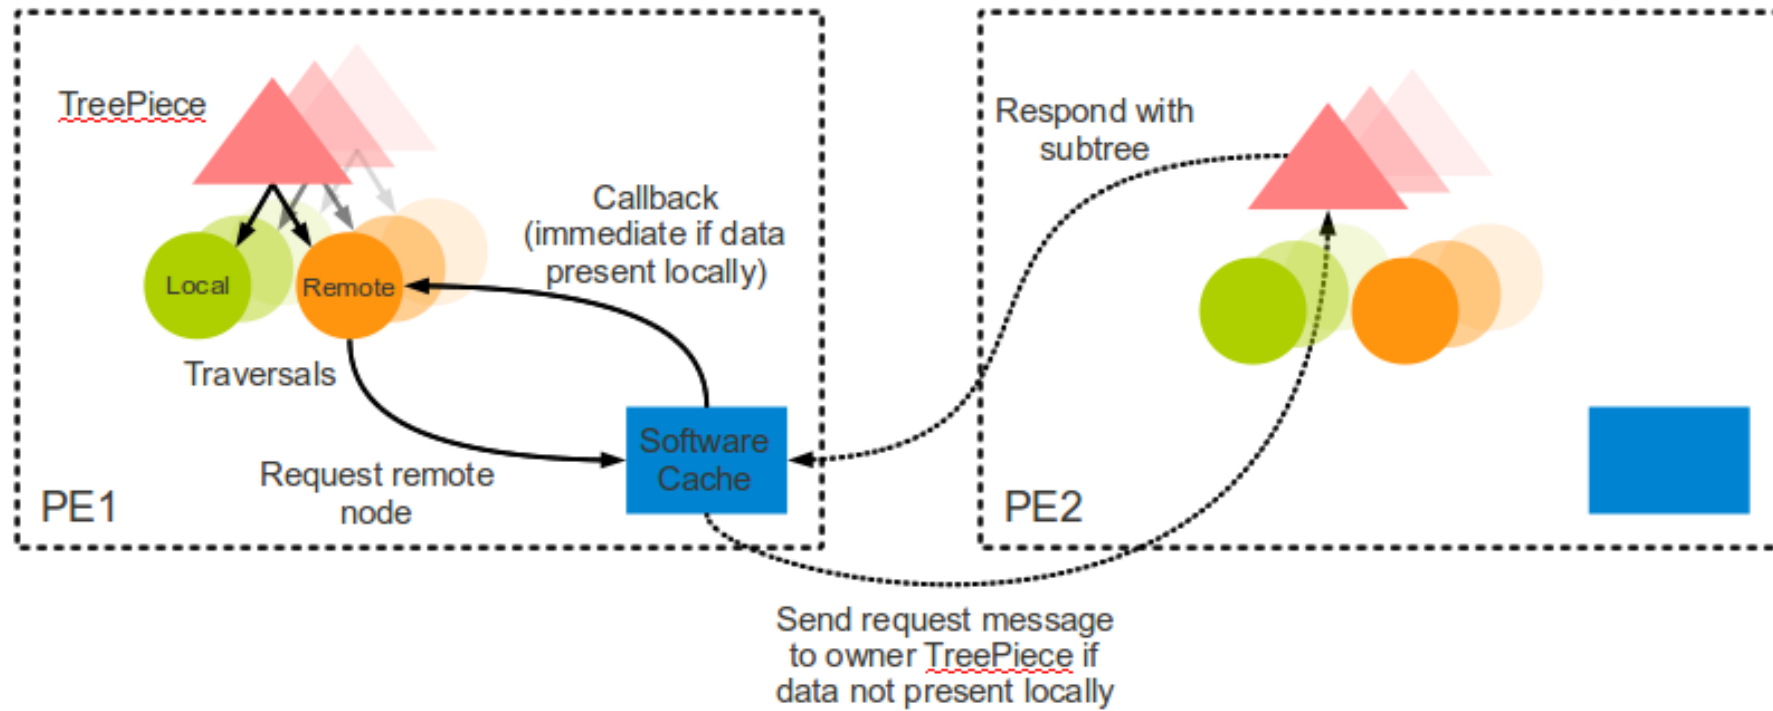 TreePiece
Local
Remote
Traversals
Callback
(immediate if data
present locally)
Request remote
node
Software
Cache
PE1
Respond with
subtree
PE2
Send request message
to owner TreePiece if
data not present locally